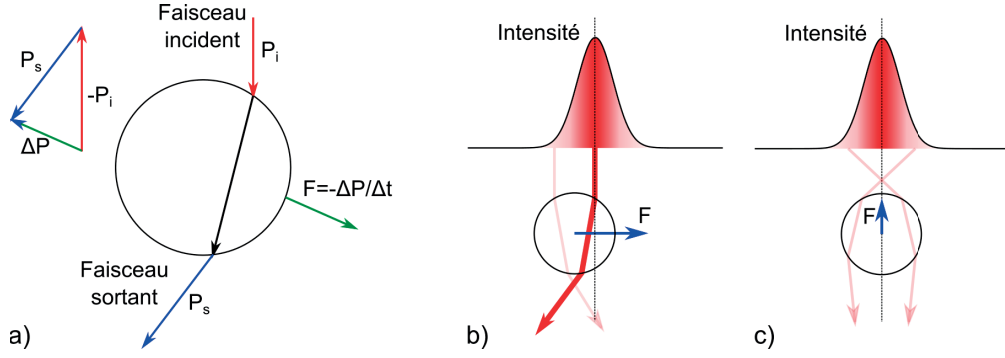 Faisceau
incident
P_i
P_s
-P_i
ΔP
F=-ΔP/Δt
Faisceau
sortant
P_s
a)
Intensité
F
b)
Intensité
F
c)